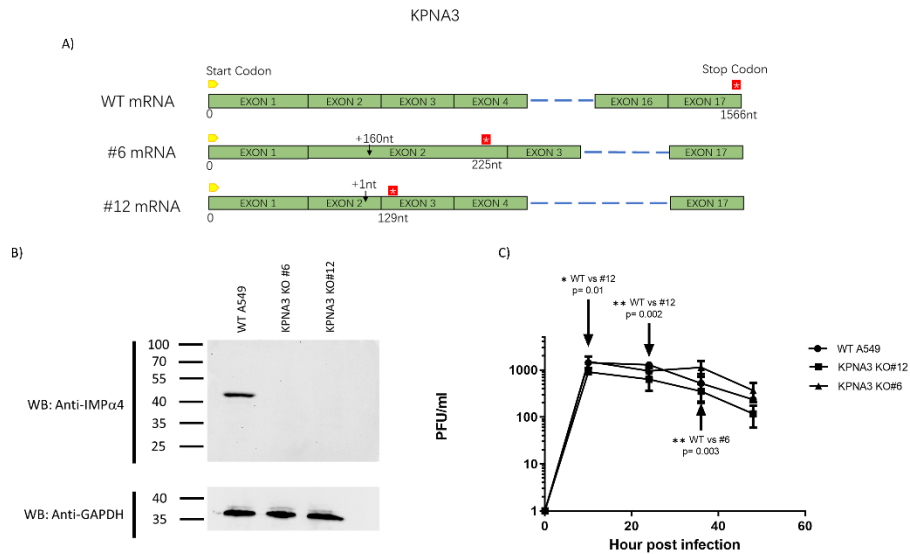 KPNA3
A)
Start Codon
Stop Codon
WT mRNA
EXON 1
EXON 2
EXON 3
EXON 4
EXON 16
EXON 17
*
0
1566nt
#6 mRNA
+160nt
*
EXON 1
EXON 2
EXON 3
EXON 17
0
225nt
#12 mRNA
+1nt
*
EXON 1
EXON 2
EXON 3
EXON 4
EXON 17
0
129nt
B)
WT A549
KPNA3 KO #6
KPNA3 KO#12
WB: Anti-IMPα4
100
70
55
40
35
25
WB: Anti-GAPDH
40
35
C)
* WT vs #12
p= 0.01
** WT vs #12
p= 0.002
** WT vs #6
p= 0.003
WT A549
KPNA3 KO#12
KPNA3 KO#6
PFU/ml
1000
100
10
1
0
20
40
60
Hour post infection